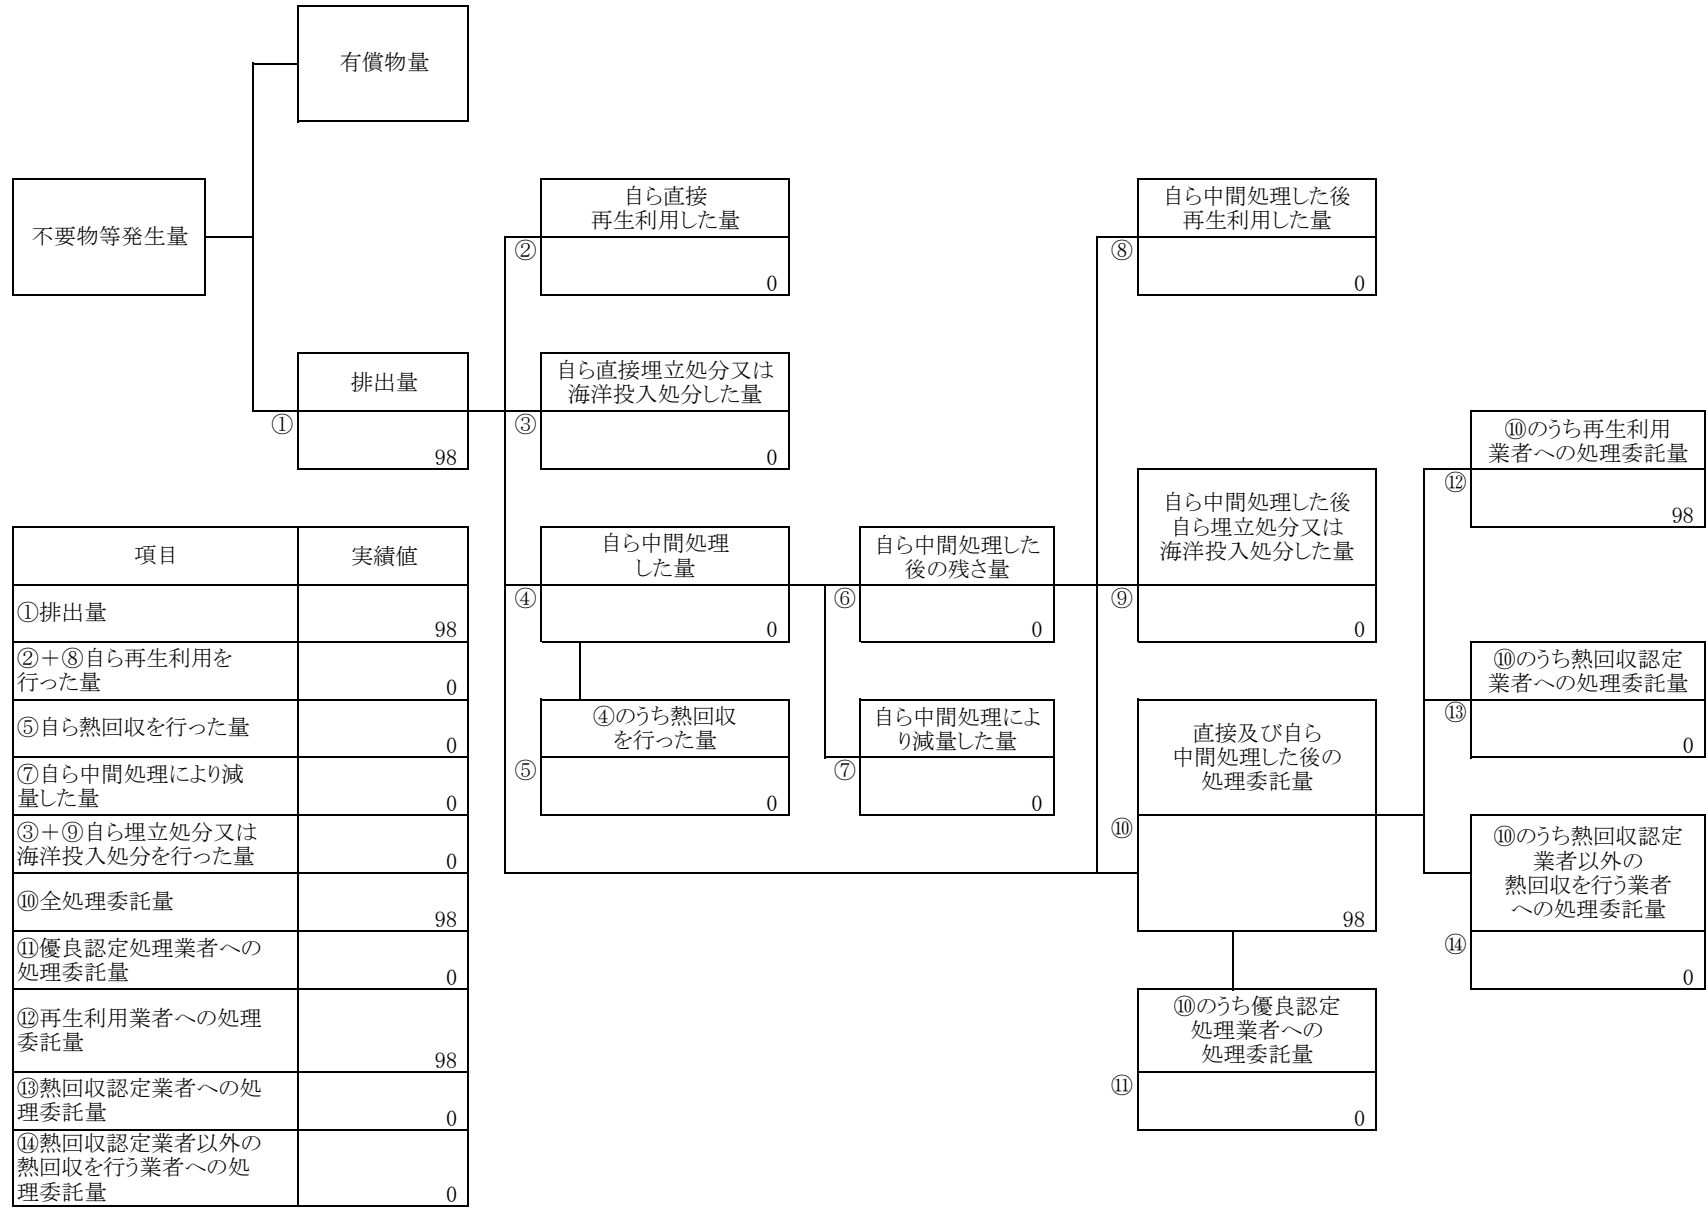 有償物量
不要物等発生量
自ら直接
再生利用した量
②
0
自ら中間処理した後
再生利用した量
⑧
0
排出量
①
98
自ら直接埋立処分又は
海洋投入処分した量
③
0
⑩のうち再生利用
業者への処理委託量
⑫
98
自ら中間処理
した量
④
0
自ら中間処理した
後の残さ量
⑥
0
自ら中間処理した後
自ら埋立処分又は
海洋投入処分した量
⑨
0
⑩のうち熱回収認定
業者への処理委託量
⑬
0
④のうち熱回収
を行った量
⑤
0
自ら中間処理によ
り減量した量
⑦
0
直接及び自ら
中間処理した後の
処理委託量
⑩
98
⑩のうち熱回収認定
業者以外の
熱回収を行う業者
への処理委託量
⑭
0
⑩のうち優良認定
処理業者への
処理委託量
⑪
0
項目 実績値
①排出量
98
②＋⑧自ら再生利用を
行った量
0
⑤自ら熱回収を行った量
0
⑦自ら中間処理により減
量した量
0
③＋⑨自ら埋立処分又は
海洋投入処分を行った量
0
⑩全処理委託量
98
⑪優良認定処理業者への
処理委託量
0
⑫再生利用業者への処理
委託量
98
⑬熱回収認定業者への処
理委託量
0
⑭熱回収認定業者以外の
熱回収を行う業者への処
理委託量
0